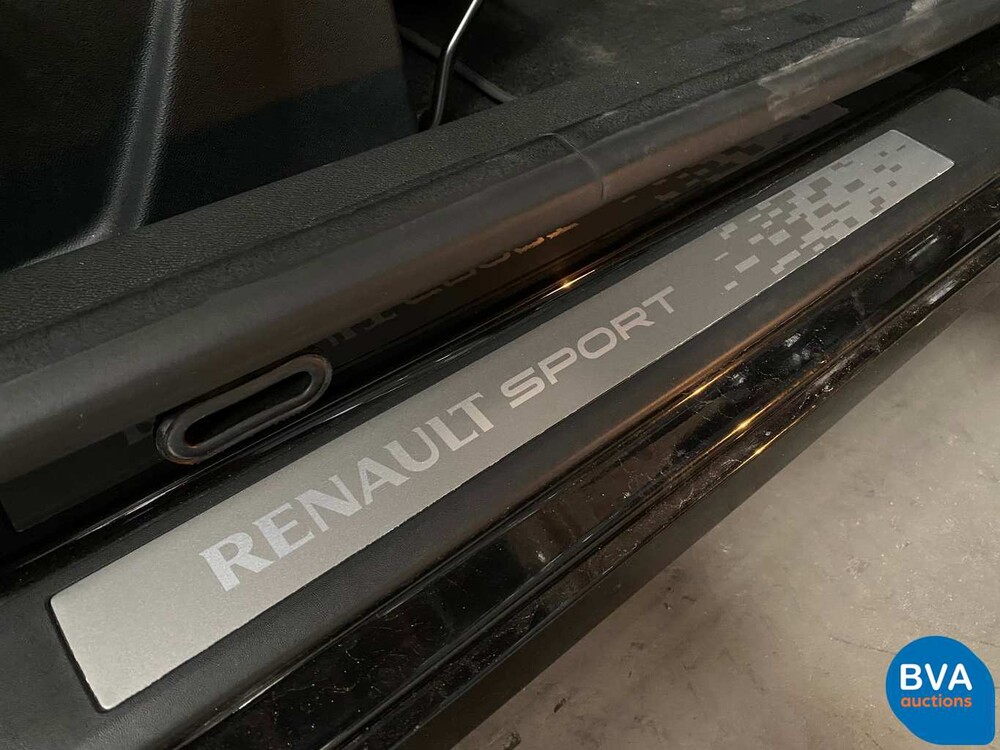 RENAULT SPORT
BVA
auctions